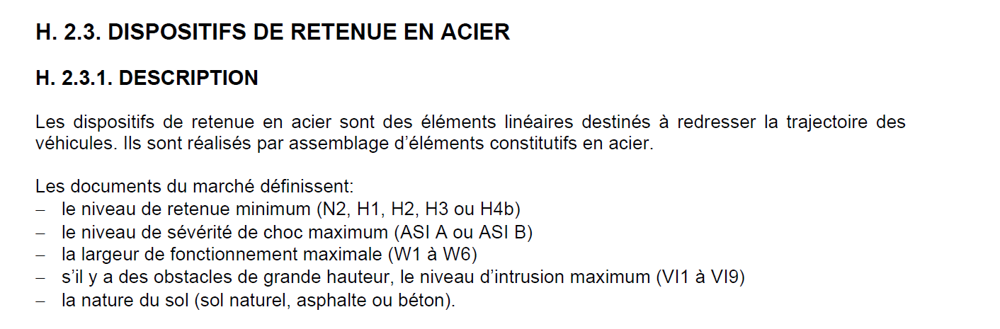 H. 2.3. DISPOSITIFS DE RETENUE EN ACIER
H. 2.3.1. DESCRIPTION
Les dispositifs de retenue en acier sont des éléments linéaires destinés à redresser la trajectoire des
véhicules. Ils sont réalisés par assemblage d’éléments constitutifs en acier.
Les documents du marché définissent:
– le niveau de retenue minimum (N2, H1, H2, H3 ou H4b)
– le niveau de sévérité de choc maximum (ASI A ou ASI B)
– la largeur de fonctionnement maximale (W1 à W6)
– s’il y a des obstacles de grande hauteur, le niveau d’intrusion maximum (VI1 à VI9)
– la nature du sol (sol naturel, asphalte ou béton).